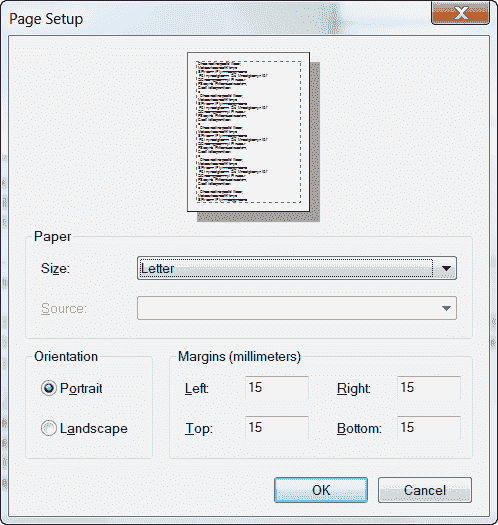 Page Setup
Paper
Size: Letter
Source:
Orientation Margins (millimeters)
Portrait Left: 15 Right: 15
Landscape Top: 15 Bottom: 15
OK Cancel